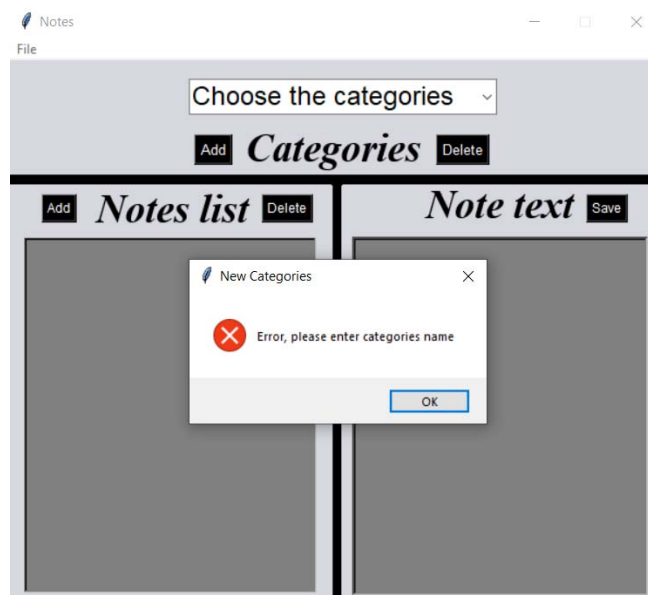 Notes
File
Choose the categories
Add Categories Delete
Add Notes list Delete
Note text Save
New Categories
Error, please enter categories name
OK